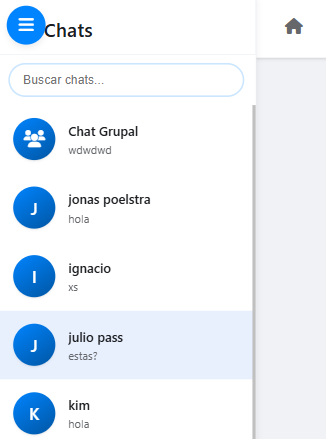 Chats
Buscar chats...
Chat Grupal
wdwdwd
J
jonas poelstra
hola
I
ignacio
xs
J
julio pass
estas?
K
kim
hola